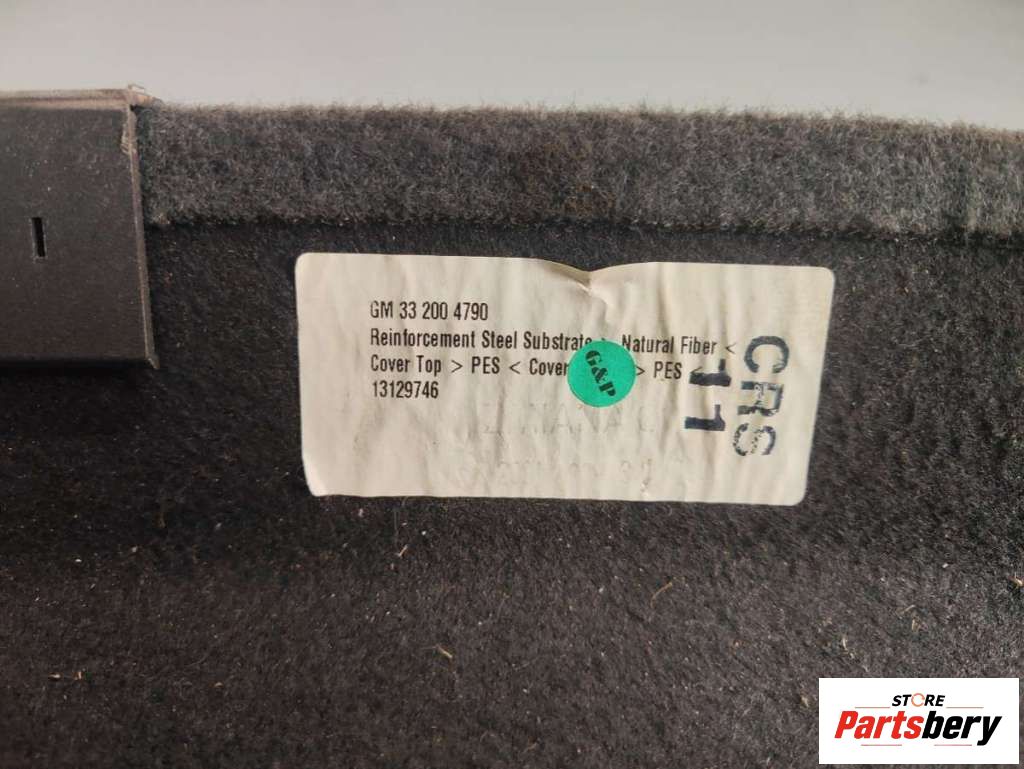 GM 33 200 4790
Reinforcement Steel Substrate > Natural Fiber <
Cover Top > PES < Cover > PES <
13129746
G&P
CRS
11
STORE
Partsbery